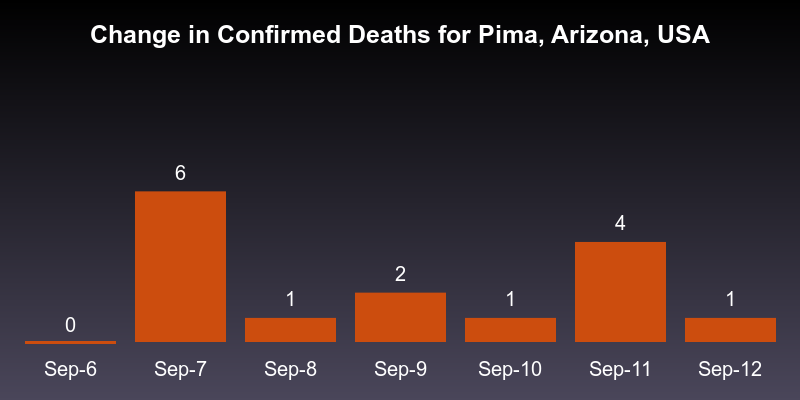 Change in Confirmed Deaths for Pima, Arizona, USA
0 6 1 2 1 4 1
Sep-6 Sep-7 Sep-8 Sep-9 Sep-10 Sep-11 Sep-12